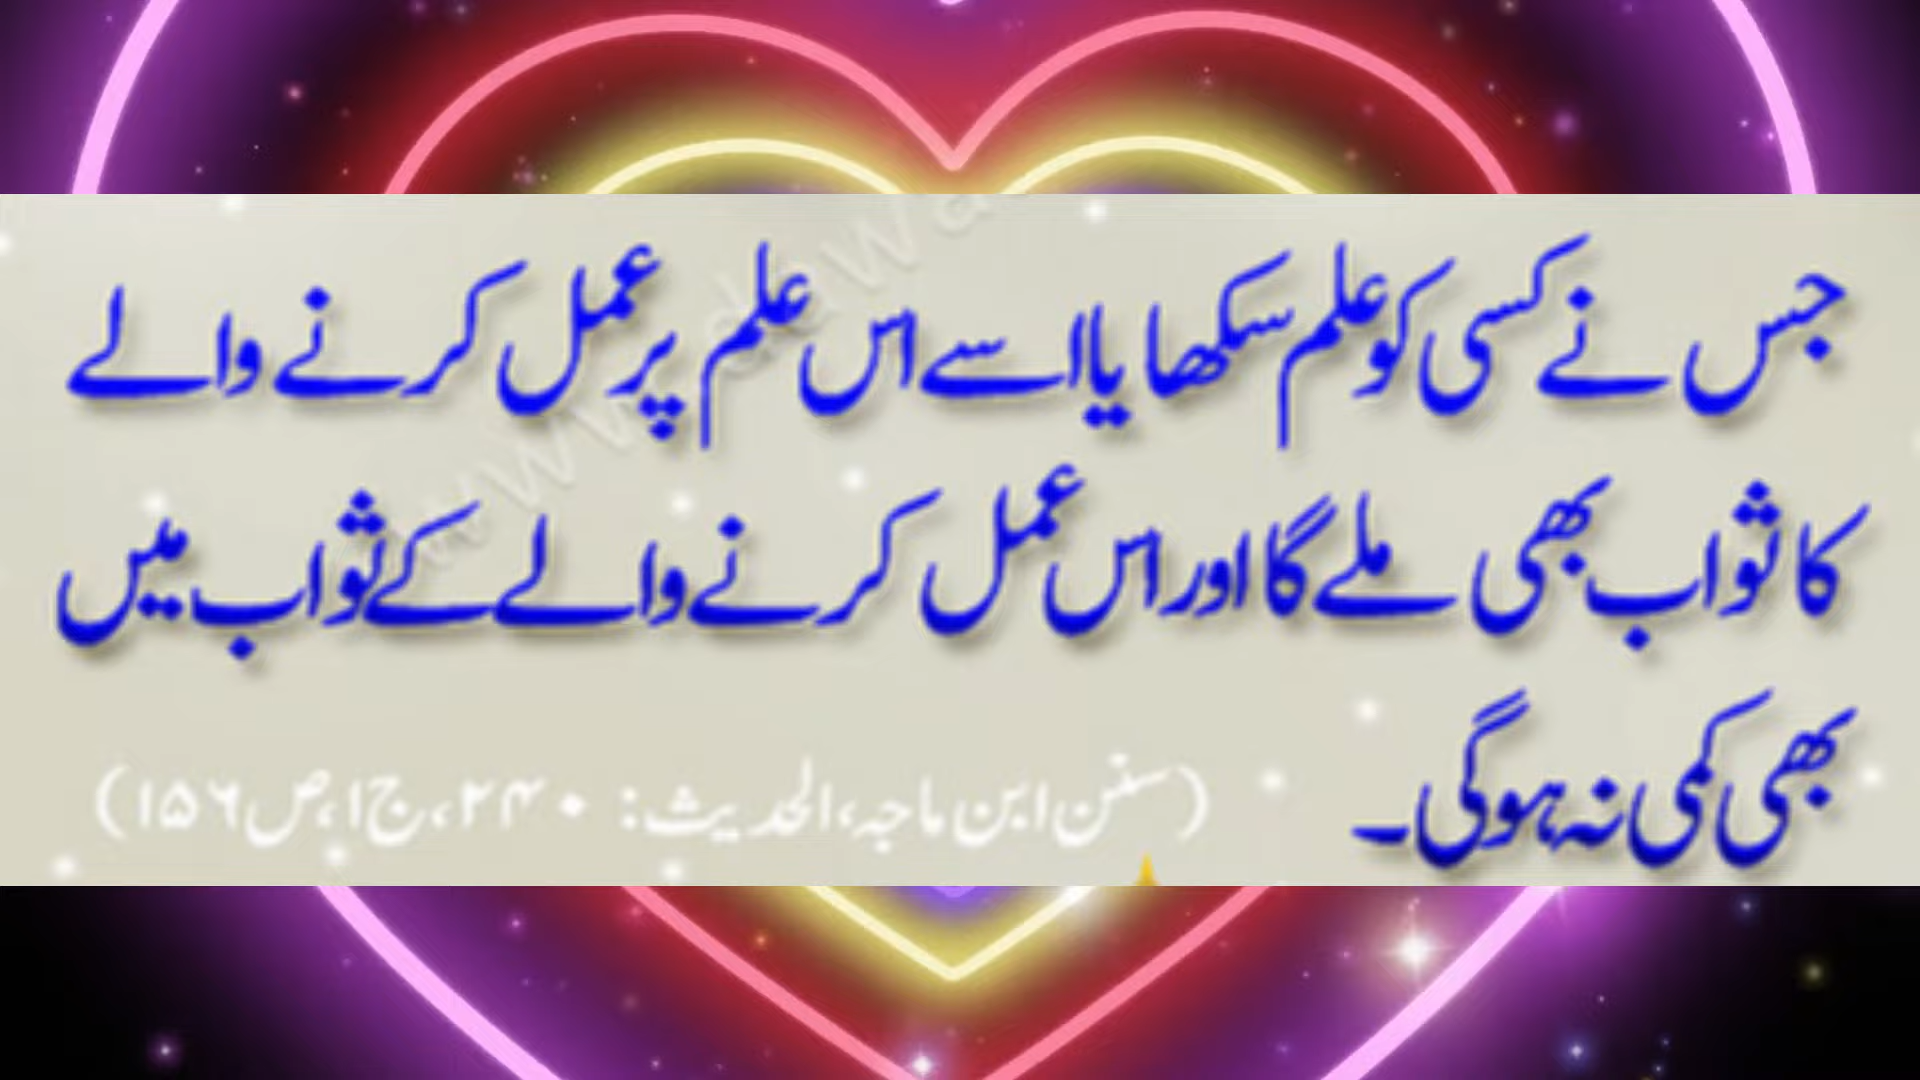 جس نے کسی کو علم سکھایا اسے اس علم پر عمل کرنے والے
کا ثواب بھی ملے گا اور اس عمل کرنے والے کے ثواب میں
بھی کمی نہ ہوگی۔
(سنن ابن ماجہ،الحدیث: ۲۴۰،ج۱،ص۱۵۶)